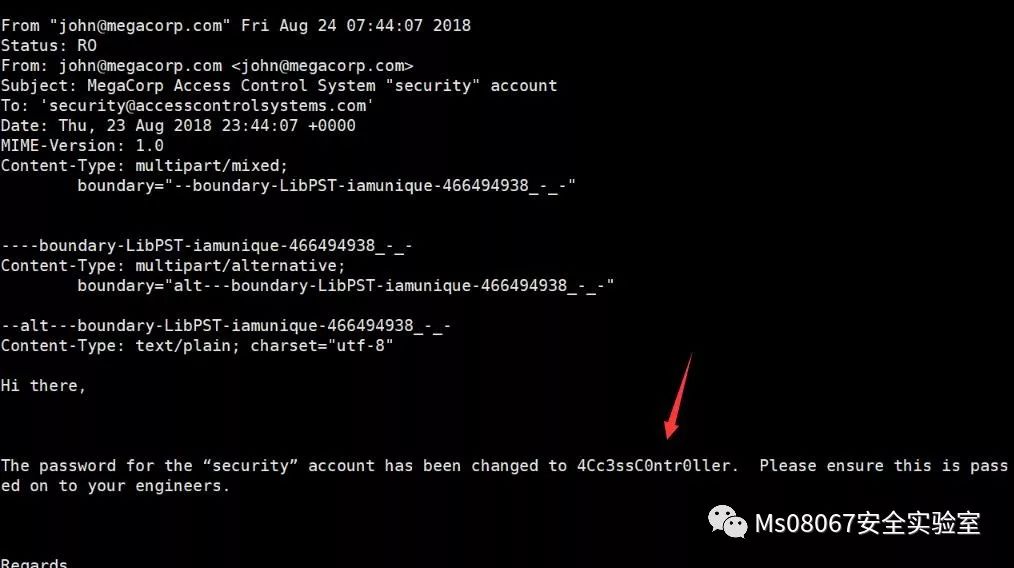 From "john@megacorp.com" Fri Aug 24 07:44:07 2018
Status: RO
From: john@megacorp.com <john@megacorp.com>
Subject: MegaCorp Access Control System "security" account
To: 'security@accesscontrolsystems.com'
Date: Thu, 23 Aug 2018 23:44:07 +0000
MIME-Version: 1.0
Content-Type: multipart/mixed;
        boundary="--boundary-LibPST-iamunique-466494938_-_-"
----boundary-LibPST-iamunique-466494938_-_-
Content-Type: multipart/alternative;
        boundary="alt---boundary-LibPST-iamunique-466494938_-_-"
--alt---boundary-LibPST-iamunique-466494938_-_-
Content-Type: text/plain; charset="utf-8"
Hi there,
The password for the “security” account has been changed to 4Cc3ssC0ntr0ller.  Please ensure this is pass
ed on to your engineers.
Ms08067安全实验室
Regards